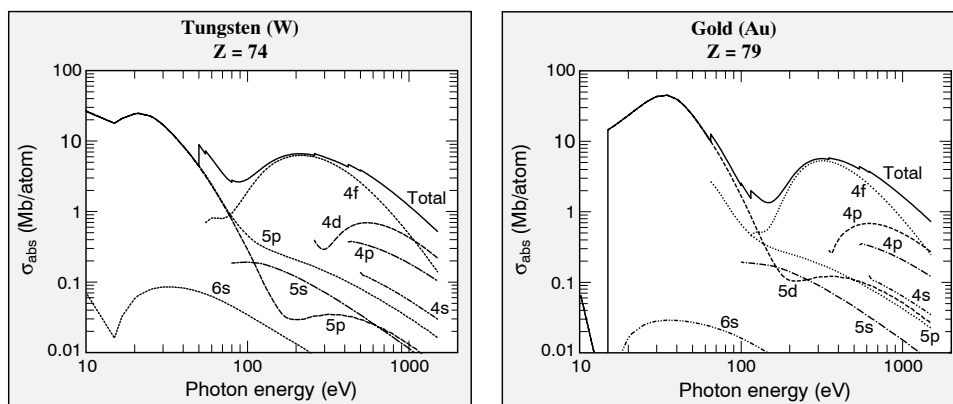 Tungsten (W)
Z = 74
100
10
1
0.1
0.01
σabs (Mb/atom)
Total
4f
4d
5p
4p
5s
6s
4s
5p
10
100
1000
Photon energy (eV)
Gold (Au)
Z = 79
100
10
1
0.1
0.01
σabs (Mb/atom)
Total
4f
4p
4p
5d
4s
5s
5p
6s
10
100
1000
Photon energy (eV)